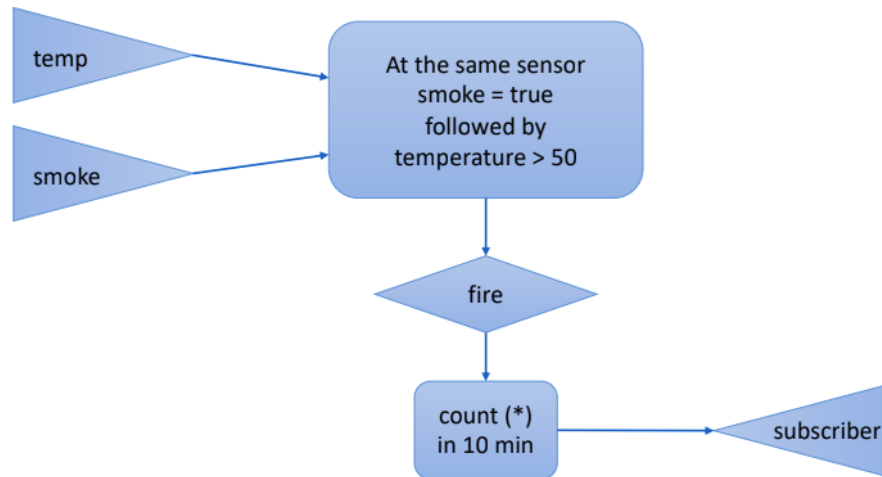 temp
At the same sensor
smoke = true
followed by
temperature > 50
smoke
fire
count (*)
in 10 min
subscriber